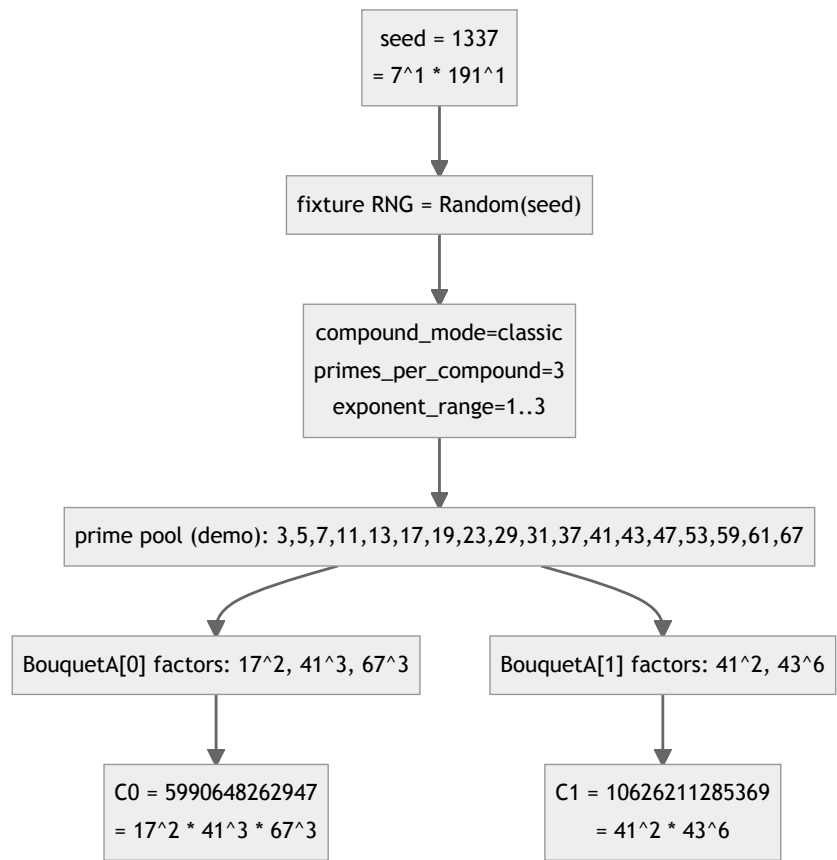 seed = 1337
= 7^1 * 191^1
fixture RNG = Random(seed)
compound_mode=classic
primes_per_compound=3
exponent_range=1..3
prime pool (demo): 3,5,7,11,13,17,19,23,29,31,37,41,43,47,53,59,61,67
BouquetA[0] factors: 17^2, 41^3, 67^3
BouquetA[1] factors: 41^2, 43^6
C0 = 5990648262947
= 17^2 * 41^3 * 67^3
C1 = 10626211285369
= 41^2 * 43^6